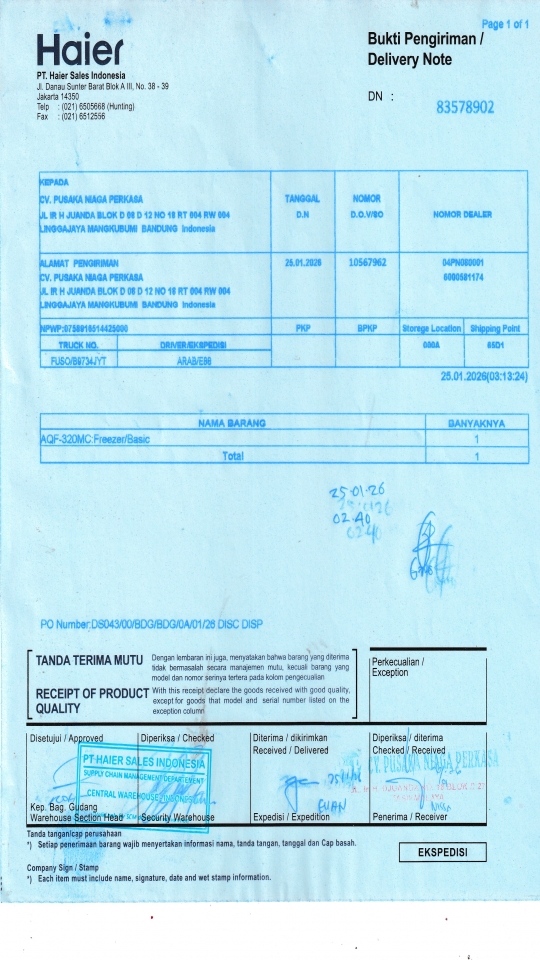 Page 1 of 1
Haier
PT. Haier Sales Indonesia
Jl. Danau Sunter Barat Blok A III, No. 38 - 39
Jakarta 14350
Telp : (021) 6505668 (Hunting)
Fax : (021) 6512556
Bukti Pengiriman /
Delivery Note
DN : 83578902
KEPADA
CV. PUSAKA NIAGA PERKASA
JL IR H JUANDA BLOK D 08 D 12 NO 18 RT 004 RW 004
LINGGAJAYA MANGKUBUMI BANDUNG Indonesia
TANGGAL
D.N
NOMOR
D.O.V/SO
NOMOR DEALER
ALAMAT PENGIRIMAN
CV. PUSAKA NIAGA PERKASA
JL IR H JUANDA BLOK D 08 D 12 NO 18 RT 004 RW 004
LINGGAJAYA MANGKUBUMI BANDUNG Indonesia
25.01.2026
10567962
04PN080001
6000581174
NPWP:0758916514425000
PKP
BPKP
Storege Location
Shipping Point
TRUCK NO.
DRIVER/EKSPEDISI
000A
65D1
FUSO/B9734JYT
ARAB/E66
25.01.2026(03:13:24)
NAMA BARANG
BANYAKNYA
AQF-320MC:Freezer/Basic
1
Total
1
25.01.26
02.40
PO Number:DS043/00/BDG/BDG/0A/01/26 DISC DISP
TANDA TERIMA MUTU
Dengan lembaran ini juga, menyatakan bahwa barang yang diterima
tidak bermasalah secara manajemen mutu, kecuali barang yang
model dan nomor serinya tertera pada kolom pengecualian
RECEIPT OF PRODUCT
QUALITY
With this receipt declare the goods received with good quality,
except for goods that model and serial number listed on the
exception column
Perkecualian /
Exception
Disetujui / Approved
Diperiksa / Checked
Diterima / dikirimkan
Received / Delivered
Diperiksa / diterima
Checked / Received
PT HAIER SALES INDONESIA
SUPPLY CHAIN MANAGEMENT DEPARTEMENT
CENTRAL WAREHOUSE INDONESIA
CV. PUSAKA NIAGA PERKASA
EVAN
Kep. Bag. Gudang
Warehouse Section Head
Security Warehouse
Expedisi / Expedition
Penerima / Receiver
Tanda tangan/cap perusahaan
*) Setiap penerimaan barang wajib menyertakan informasi nama, tanda tangan, tanggal dan Cap basah.
EKSPEDISI
Company Sign / Stamp
*) Each item must include name, signature, date and wet stamp information.